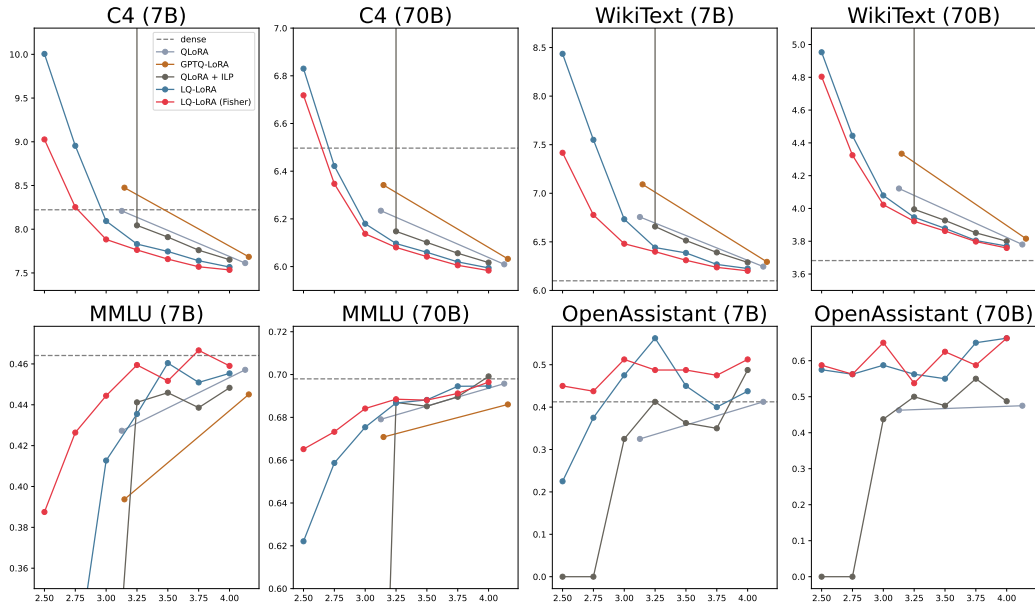 C4 (7B)
C4 (70B)
WikiText (7B)
WikiText (70B)
10.0
9.5
9.0
8.5
8.0
7.5
dense
QLoRA
GPTQ-LoRA
QLoRA + ILP
LQ-LoRA
LQ-LoRA (Fisher)
7.0
6.8
6.6
6.4
6.2
6.0
8.5
8.0
7.5
7.0
6.5
6.0
5.0
4.8
4.6
4.4
4.2
4.0
3.8
3.6
MMLU (7B)
MMLU (70B)
OpenAssistant (7B)
OpenAssistant (70B)
0.46
0.44
0.42
0.40
0.38
0.36
0.72
0.70
0.68
0.66
0.64
0.62
0.60
0.5
0.4
0.3
0.2
0.1
0.0
0.6
0.5
0.4
0.3
0.2
0.1
0.0
2.50 2.75 3.00 3.25 3.50 3.75 4.00
2.50 2.75 3.00 3.25 3.50 3.75 4.00
2.50 2.75 3.00 3.25 3.50 3.75 4.00
2.50 2.75 3.00 3.25 3.50 3.75 4.00